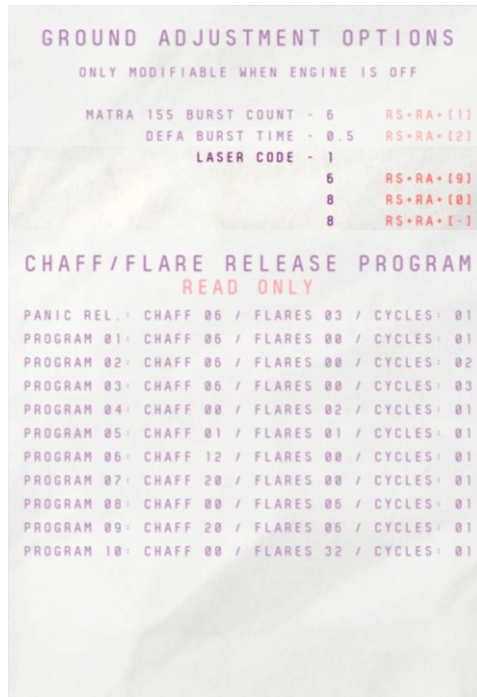 GROUND ADJUSTMENT OPTIONS
ONLY MODIFIABLE WHEN ENGINE IS OFF
MATRA 155 BURST COUNT - 6 RS+RA+[1]
DEFA BURST TIME - 0.5 RS+RA+[2]
LASER CODE - 1
6 RS+RA+[9]
8 RS+RA+[0]
8 RS+RA+[-]
CHAFF/FLARE RELEASE PROGRAM
READ ONLY
PANIC REL.: CHAFF 06 / FLARES 03 / CYCLES: 01
PROGRAM 01: CHAFF 06 / FLARES 00 / CYCLES: 01
PROGRAM 02: CHAFF 06 / FLARES 00 / CYCLES: 02
PROGRAM 03: CHAFF 06 / FLARES 00 / CYCLES: 03
PROGRAM 04: CHAFF 00 / FLARES 02 / CYCLES: 01
PROGRAM 05: CHAFF 01 / FLARES 01 / CYCLES: 01
PROGRAM 06: CHAFF 12 / FLARES 00 / CYCLES: 01
PROGRAM 07: CHAFF 20 / FLARES 00 / CYCLES: 01
PROGRAM 08: CHAFF 00 / FLARES 06 / CYCLES: 01
PROGRAM 09: CHAFF 20 / FLARES 06 / CYCLES: 01
PROGRAM 10: CHAFF 00 / FLARES 32 / CYCLES: 01